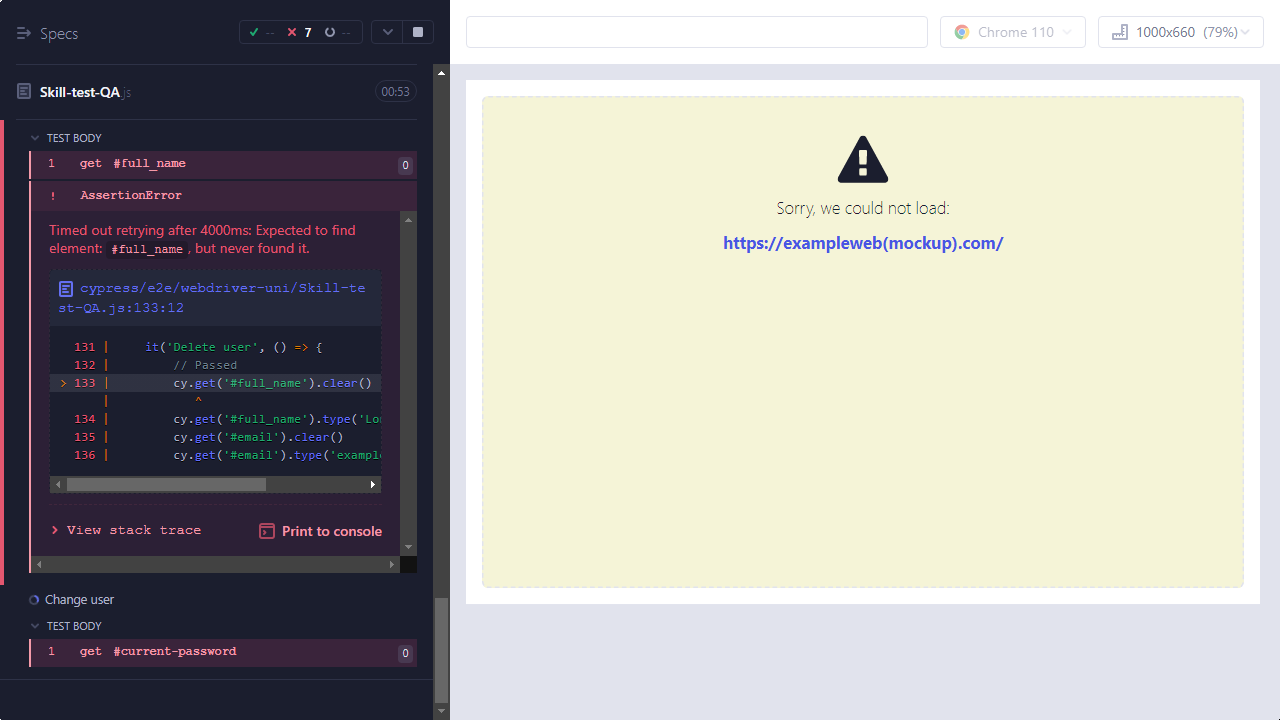 Specs
-- 7 --
Skill-test-QA.js
00:53
TEST BODY
1 get #full_name 0
! AssertionError
Timed out retrying after 4000ms: Expected to find
element: #full_name, but never found it.
cypress/e2e/webdriver-uni/Skill-te
st-QA.js:133:12
131 | it('Delete user', () => {
132 | // Passed
> 133 | cy.get('#full_name').clear()
| ^
134 | cy.get('#full_name').type('Lo
135 | cy.get('#email').clear()
136 | cy.get('#email').type('example
> View stack trace
Print to console
Change user
TEST BODY
1 get #current-password 0
Chrome 110
1000x660 (79%)
Sorry, we could not load:
https://exampleweb(mockup).com/